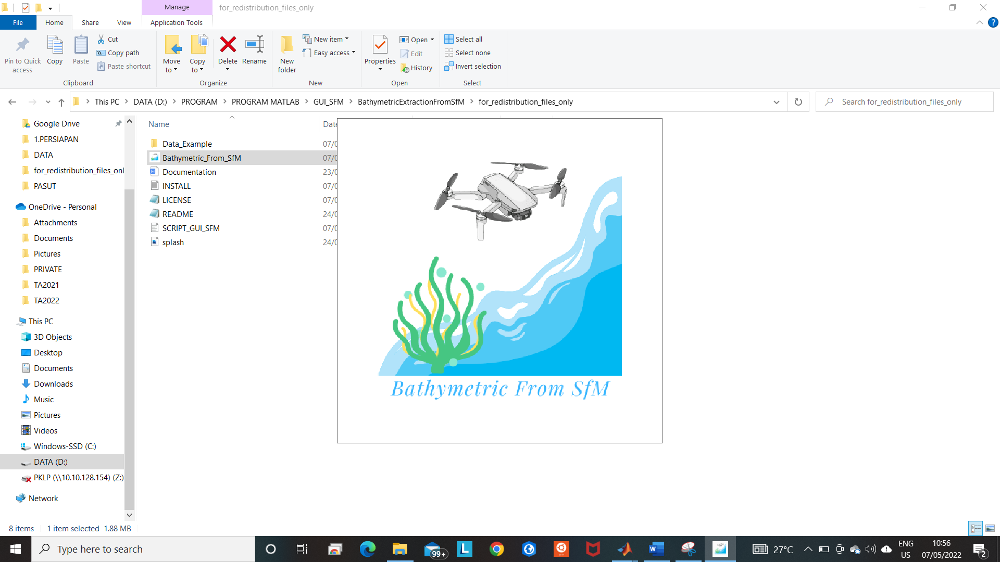 Manage
for_redistribution_files_only
File
Home
Share
View
Application Tools
Pin to Quick access
Copy
Paste
Cut
Copy path
Paste shortcut
Clipboard
Move to
Copy to
Delete
Rename
Organize
New folder
New item
Easy access
New
Properties
Open
Edit
History
Open
Select all
Select none
Invert selection
Select
This PC > DATA (D:) > PROGRAM > PROGRAM MATLAB > GUI_SFM > BathymetricExtractionFromSfM > for_redistribution_files_only
Search for_redistribution_files_only
Google Drive
1.PERSIAPAN
DATA
for_redistribution_files_onl
PASUT
OneDrive - Personal
Attachments
Documents
Pictures
PRIVATE
TA2021
TA2022
This PC
3D Objects
Desktop
Documents
Downloads
Music
Pictures
Videos
Windows-SSD (C:)
DATA (D:)
PKLP (\\10.10.128.154) (Z:)
Network
Name
Date
Data_Example 07/0
Bathymetric_From_SfM 07/0
Documentation 23/0
INSTALL 07/0
LICENSE 07/0
README 24/0
SCRIPT_GUI_SFM 07/0
splash 24/0
Bathymetric From SfM
8 items
1 item selected 1.88 MB
Type here to search
99+
L
27°C
ENG
US
10:56
07/05/2022
2